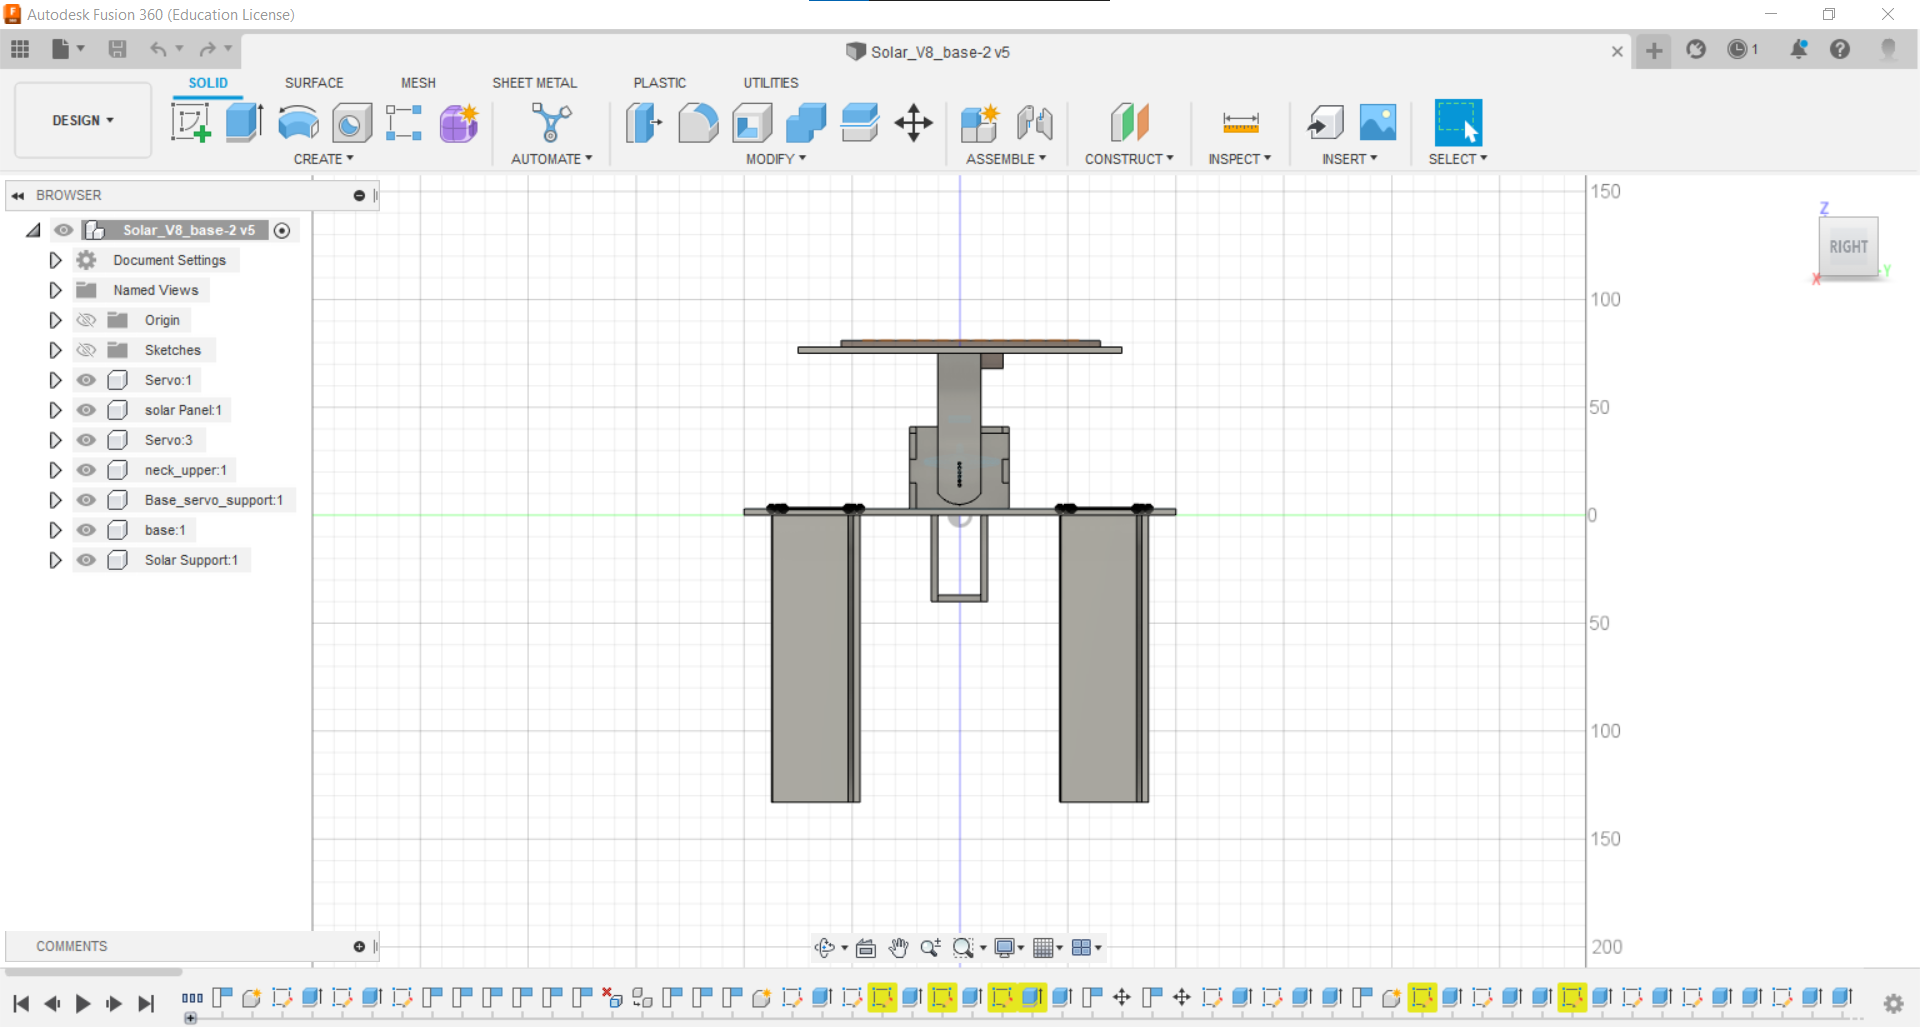 Autodesk Fusion 360 (Education License)
Solar_V8_base-2 v5
1
SOLID SURFACE MESH SHEET METAL PLASTIC UTILITIES
DESIGN
CREATE AUTOMATE MODIFY ASSEMBLE CONSTRUCT INSPECT INSERT SELECT
BROWSER
Solar_V8_base-2 v5
Document Settings
Named Views
Origin
Sketches
Servo:1
solar Panel:1
Servo:3
neck_upper:1
Base_servo_support:1
base:1
Solar Support:1
150
100
50
0
50
100
150
200
Z
RIGHT
X
Y
COMMENTS